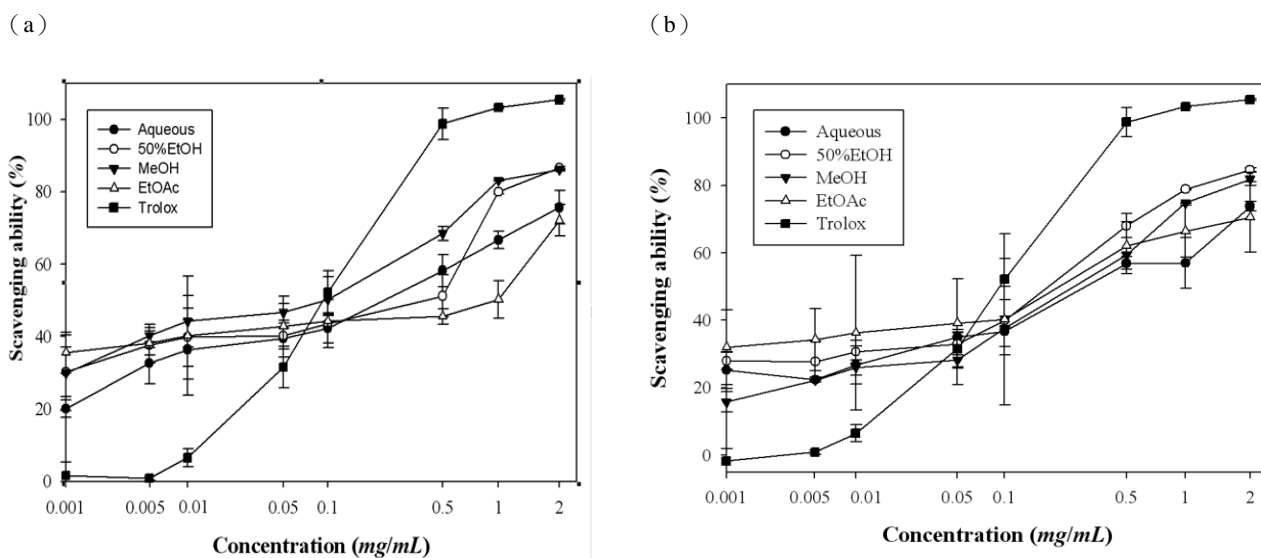 (a)
(b)
100
80
60
40
20
0
Scavenging ability (%)
Aqueous
50%EtOH
MeOH
EtOAc
Trolox
0.001
0.005
0.01
0.05
0.1
0.5
1
2
Concentration (mg/mL)
100
80
60
40
20
0
Scavenging ability (%)
Aqueous
50%EtOH
MeOH
EtOAc
Trolox
0.001
0.005
0.01
0.05
0.1
0.5
1
2
Concentration (mg/mL)